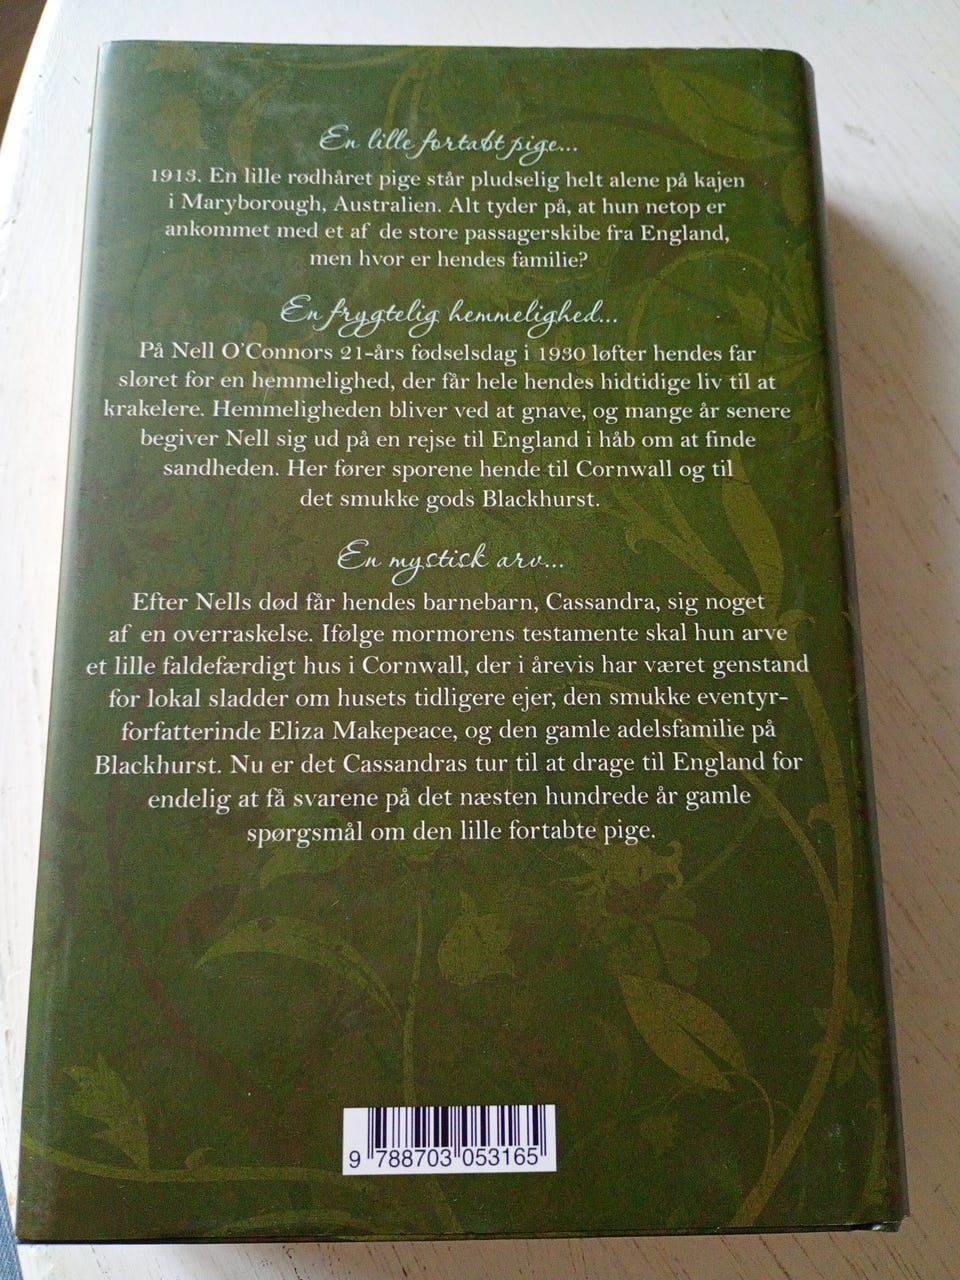 En lille fortabt pige...
1913. En lille rødhåret pige står pludselig helt alene på kajen
i Maryborough, Australien. Alt tyder på, at hun netop er
ankommet med et af de store passagerskibe fra England,
men hvor er hendes familie?
En frygtelig hemmelighed...
På Nell O'Connors 21-års fødselsdag i 1930 løfter hendes far
sløret for en hemmelighed, der får hele hendes hidtidige liv til at
krakelere. Hemmeligheden bliver ved at gnave, og mange år senere
begiver Nell sig ud på en rejse til England i håb om at finde
sandheden. Her fører sporene hende til Cornwall og til
det smukke gods Blackhurst.
En mystisk arv...
Efter Nells død får hendes barnebarn, Cassandra, sig noget
af en overraskelse. Ifølge mormorens testamente skal hun arve
et lille faldefærdigt hus i Cornwall, der i årevis har været genstand
for lokal sladder om husets tidligere ejer, den smukke eventyr-
forfatterinde Eliza Makepeace, og den gamle adelsfamilie på
Blackhurst. Nu er det Cassandras tur til at drage til England for
endelig at få svarene på det næsten hundrede år gamle
spørgsmål om den lille fortabte pige.
9 788703 053165